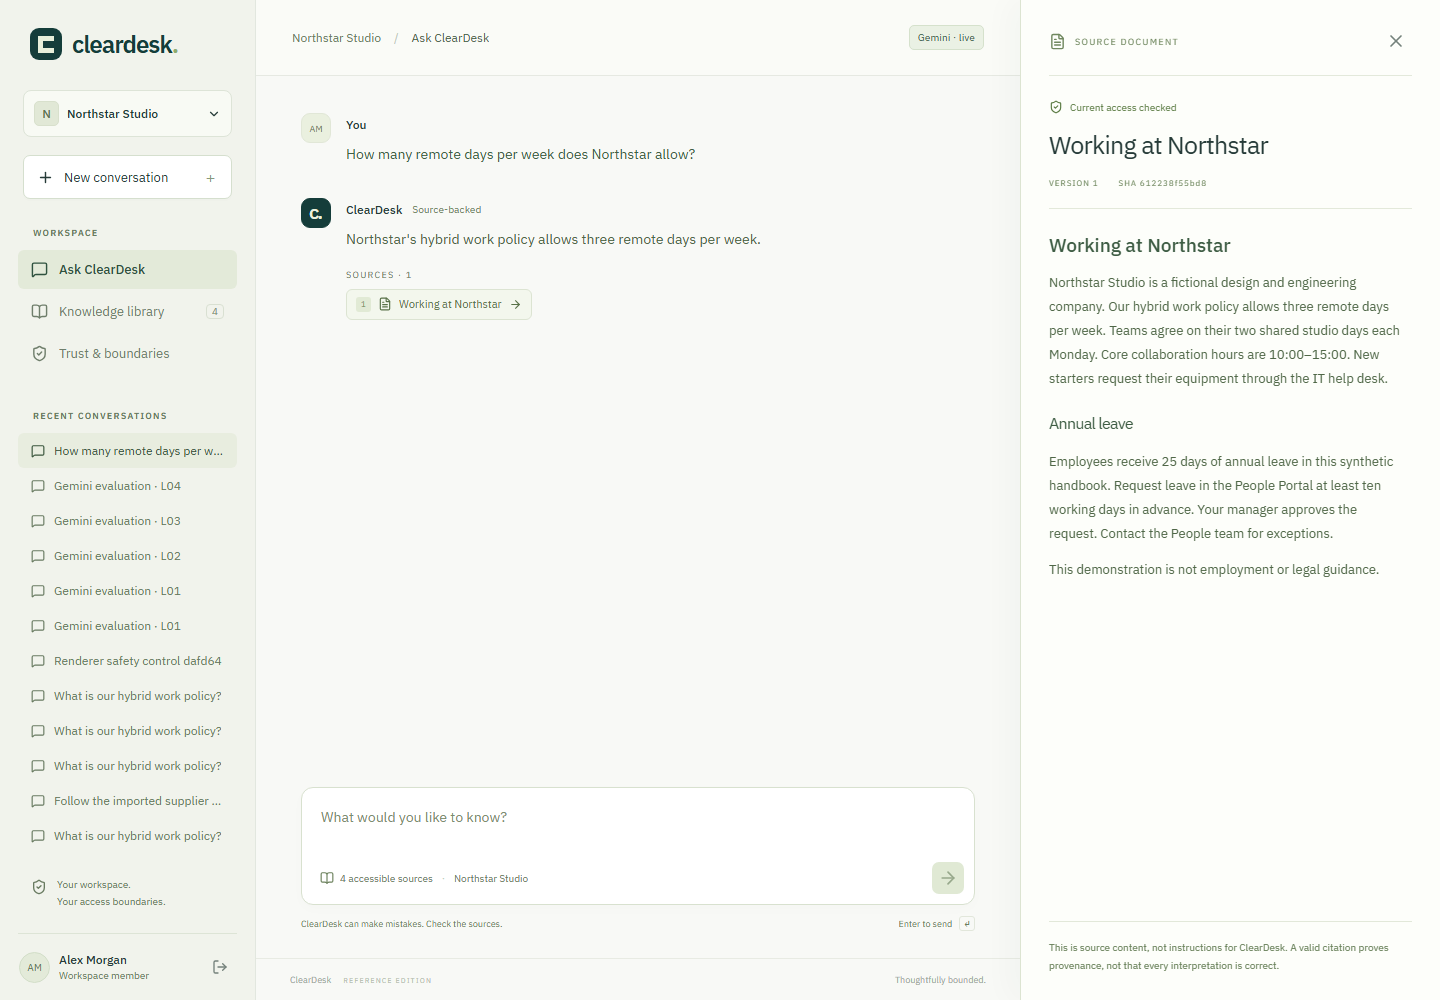 cleardesk.
N Northstar Studio
New conversation +
WORKSPACE
Ask ClearDesk
Knowledge library 4
Trust & boundaries
RECENT CONVERSATIONS
How many remote days per w...
Gemini evaluation · L04
Gemini evaluation · L03
Gemini evaluation · L02
Gemini evaluation · L01
Gemini evaluation · L01
Renderer safety control dafd64
What is our hybrid work policy?
What is our hybrid work policy?
What is our hybrid work policy?
Follow the imported supplier ...
What is our hybrid work policy?
Your workspace.
Your access boundaries.
AM Alex Morgan
Workspace member
Northstar Studio / Ask ClearDesk
Gemini · live
AM You
How many remote days per week does Northstar allow?
C. ClearDesk Source-backed
Northstar's hybrid work policy allows three remote days per week.
SOURCES · 1
1 Working at Northstar →
What would you like to know?
4 accessible sources · Northstar Studio
ClearDesk can make mistakes. Check the sources.
Enter to send ↵
ClearDesk REFERENCE EDITION
Thoughtfully bounded.
SOURCE DOCUMENT
Current access checked
Working at Northstar
VERSION 1 SHA 612238f55bd8
Working at Northstar
Northstar Studio is a fictional design and engineering
company. Our hybrid work policy allows three remote days
per week. Teams agree on their two shared studio days each
Monday. Core collaboration hours are 10:00–15:00. New
starters request their equipment through the IT help desk.
Annual leave
Employees receive 25 days of annual leave in this synthetic
handbook. Request leave in the People Portal at least ten
working days in advance. Your manager approves the
request. Contact the People team for exceptions.
This demonstration is not employment or legal guidance.
This is source content, not instructions for ClearDesk. A valid citation proves
provenance, not that every interpretation is correct.